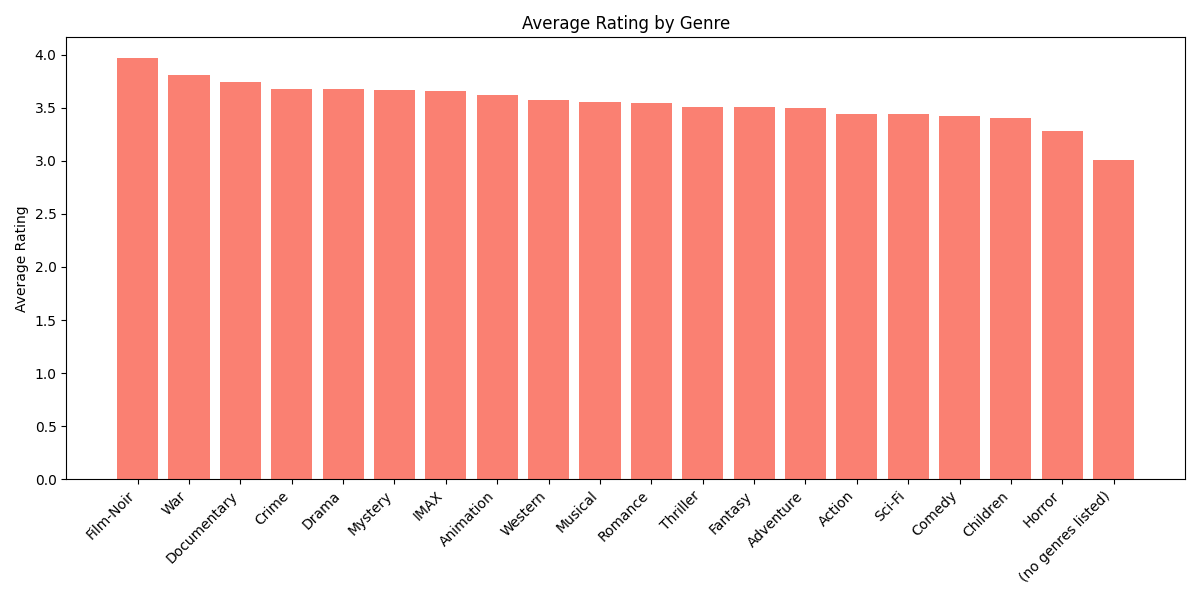 Average Rating by Genre
Average Rating
4.0
3.5
3.0
2.5
2.0
1.5
1.0
0.5
0.0
Film-Noir
War
Documentary
Crime
Drama
Mystery
IMAX
Animation
Western
Musical
Romance
Thriller
Fantasy
Adventure
Action
Sci-Fi
Comedy
Children
Horror
(no genres listed)